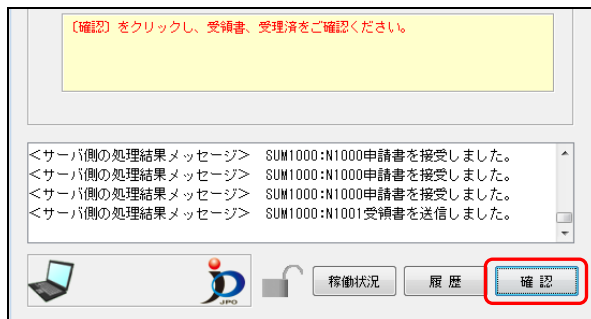 〔確認〕をクリックし、受領書、受理済をご確認ください。
＜サーバ側の処理結果メッセージ＞　SUM1000:N1000申請書を接受しました。
＜サーバ側の処理結果メッセージ＞　SUM1000:N1000申請書を接受しました。
＜サーバ側の処理結果メッセージ＞　SUM1000:N1000申請書を接受しました。
＜サーバ側の処理結果メッセージ＞　SUM1000:N1001受領書を送信しました。
JPO
稼働状況
履 歴
確 認